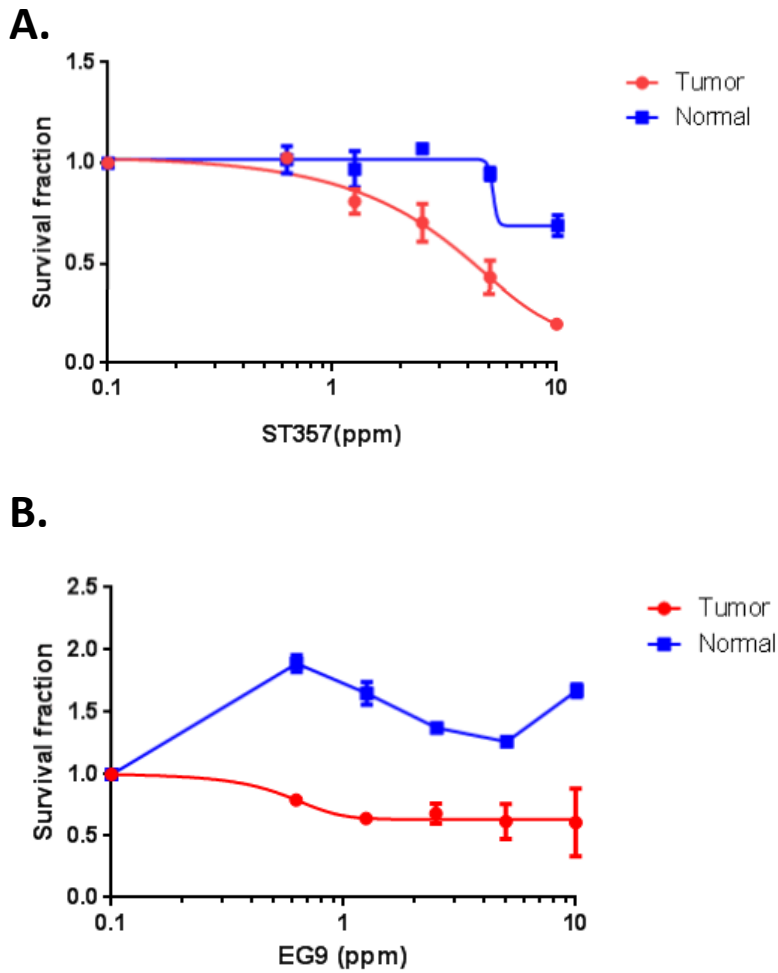 A.
1.5
Tumor
Normal
1.0
Survival fraction
0.5
0.0
0.1
1
10
ST357(ppm)
B.
2.5
Tumor
2.0
Normal
1.5
Survival fraction
1.0
0.5
0.0
0.1
1
10
EG9 (ppm)